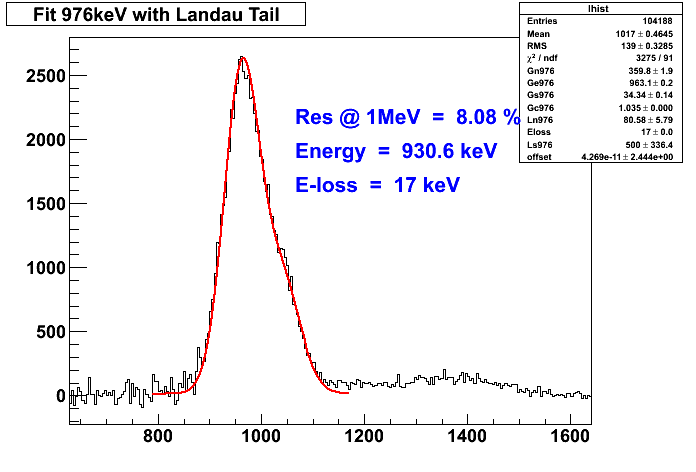 Fit 976keV with Landau Tail
lhist
Entries 104188
Mean 1017 ± 0.4645
RMS 139 ± 0.3285
χ² / ndf 3275 / 91
Gn976 359.8 ± 1.9
Ge976 963.1 ± 0.2
Gs976 34.34 ± 0.14
Gc976 1.035 ± 0.000
Ln976 80.58 ± 5.79
Eloss 17 ± 0.0
Ls976 500 ± 336.4
offset 4.269e-11 ± 2.444e+00
Res @ 1MeV = 8.08 %
Energy = 930.6 keV
E-loss = 17 keV
2500
2000
1500
1000
500
0
800 1000 1200 1400 1600